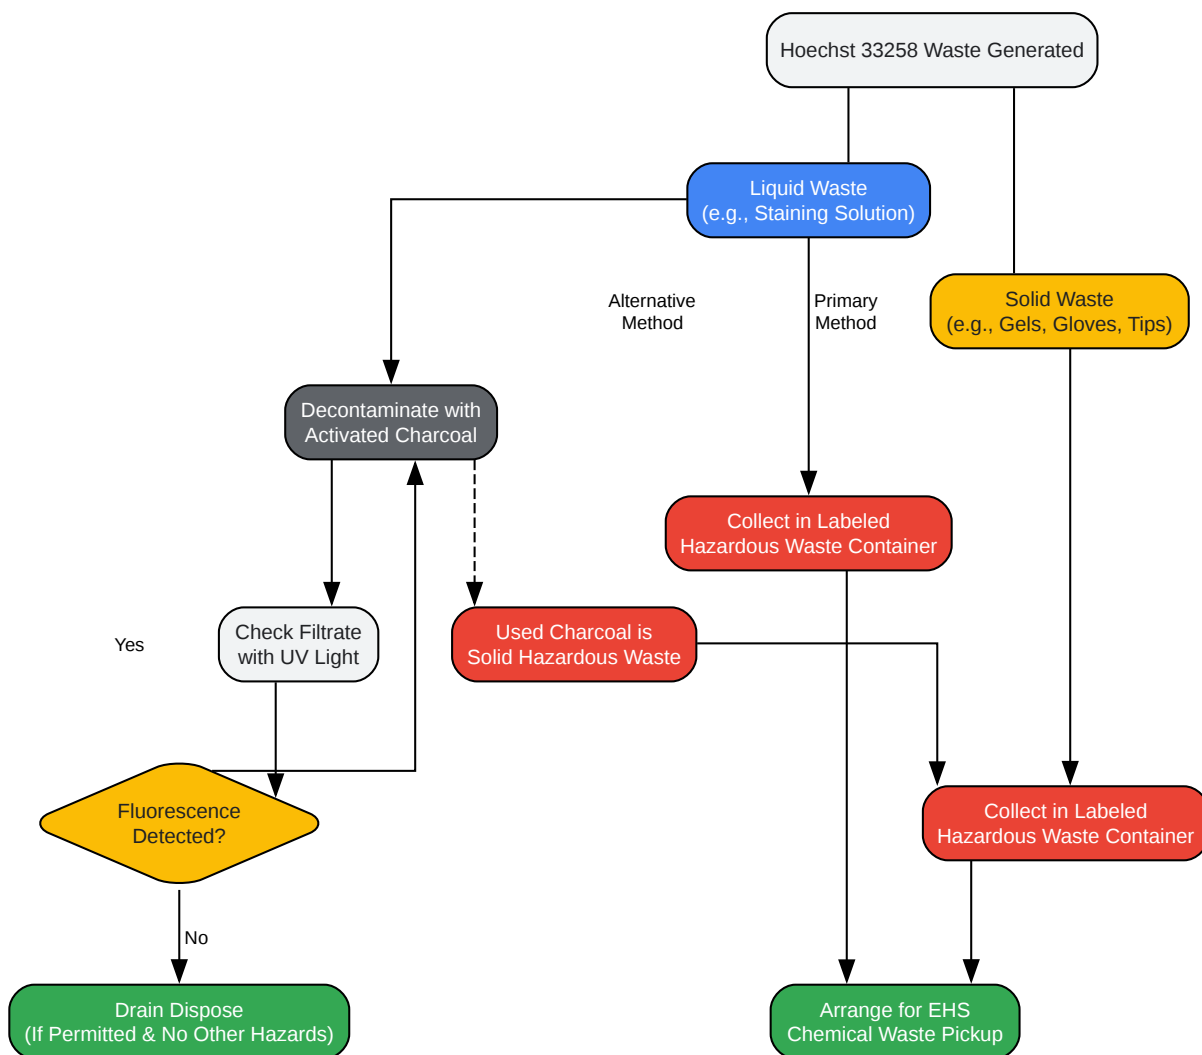 Hoechst 33258 Waste Generated
Liquid Waste
(e.g., Staining Solution)
Alternative
Method
Primary
Method
Solid Waste
(e.g., Gels, Gloves, Tips)
Decontaminate with
Activated Charcoal
Collect in Labeled
Hazardous Waste Container
Yes
Check Filtrate
with UV Light
Used Charcoal is
Solid Hazardous Waste
Fluorescence
Detected?
Collect in Labeled
Hazardous Waste Container
No
Drain Dispose
(If Permitted & No Other Hazards)
Arrange for EHS
Chemical Waste Pickup